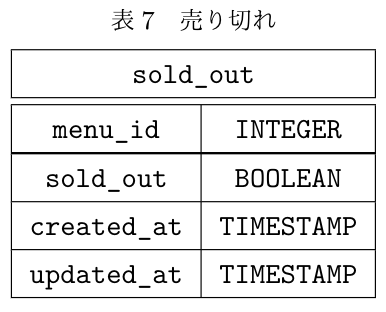 表7　売り切れ
sold_out
menu_id INTEGER
sold_out BOOLEAN
created_at TIMESTAMP
updated_at TIMESTAMP